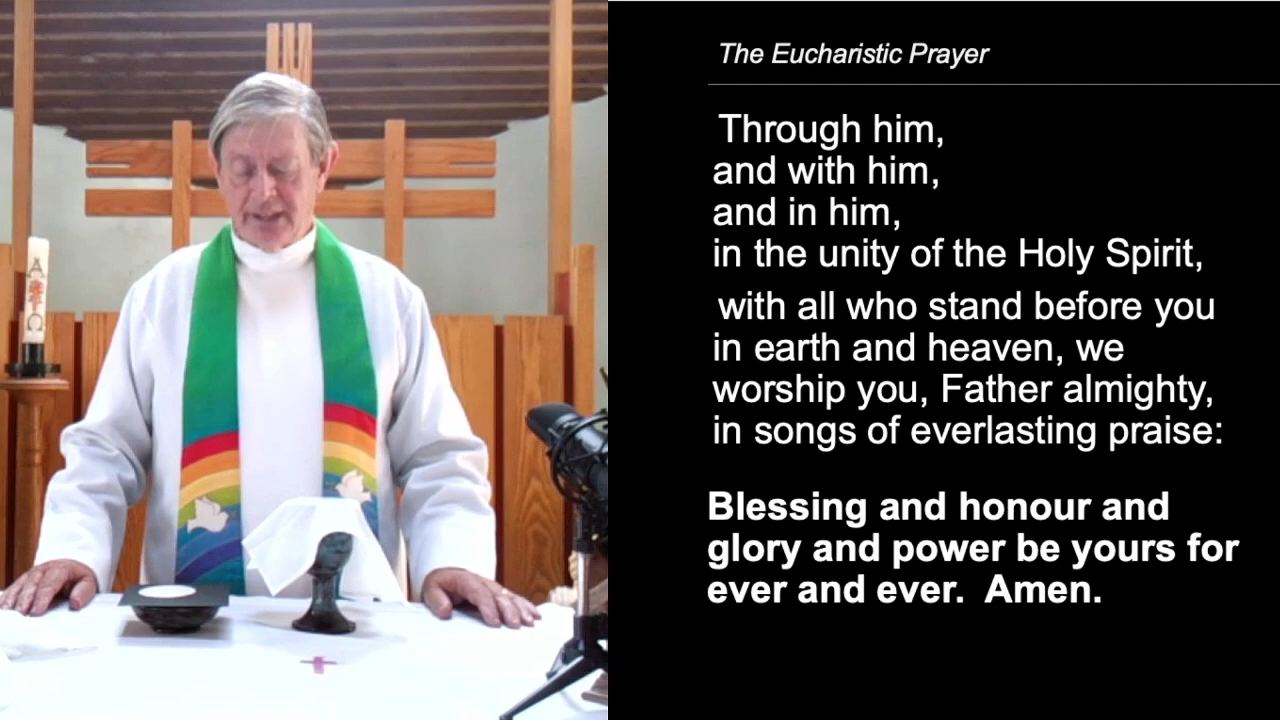 The Eucharistic Prayer
Through him,
and with him,
and in him,
in the unity of the Holy Spirit,
with all who stand before you
in earth and heaven, we
worship you, Father almighty,
in songs of everlasting praise:
Blessing and honour and
glory and power be yours for
ever and ever.  Amen.
Α
Ω